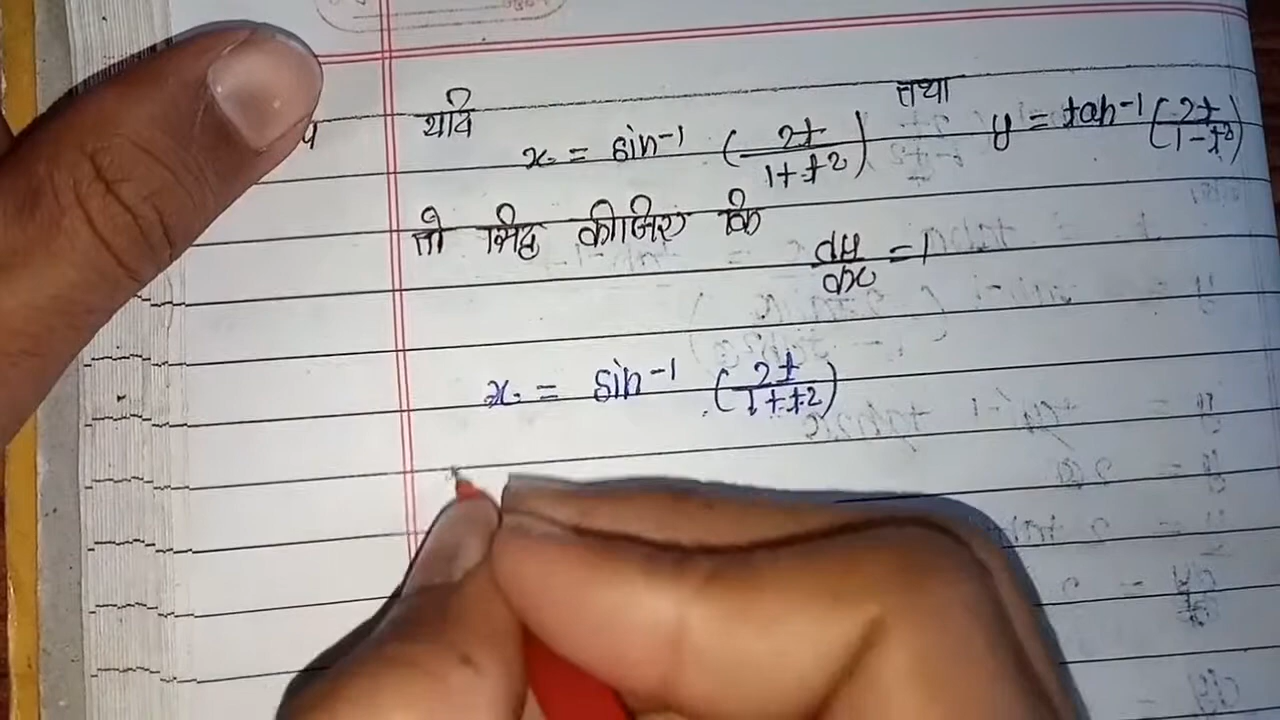 यदि x = sin⁻¹ (2t/1+t²) तथा y = tan⁻¹ (2t/1-t²)
तो सिद्ध कीजिए कि
dy/dx = 1
x = sin⁻¹ (2t/1+t²)